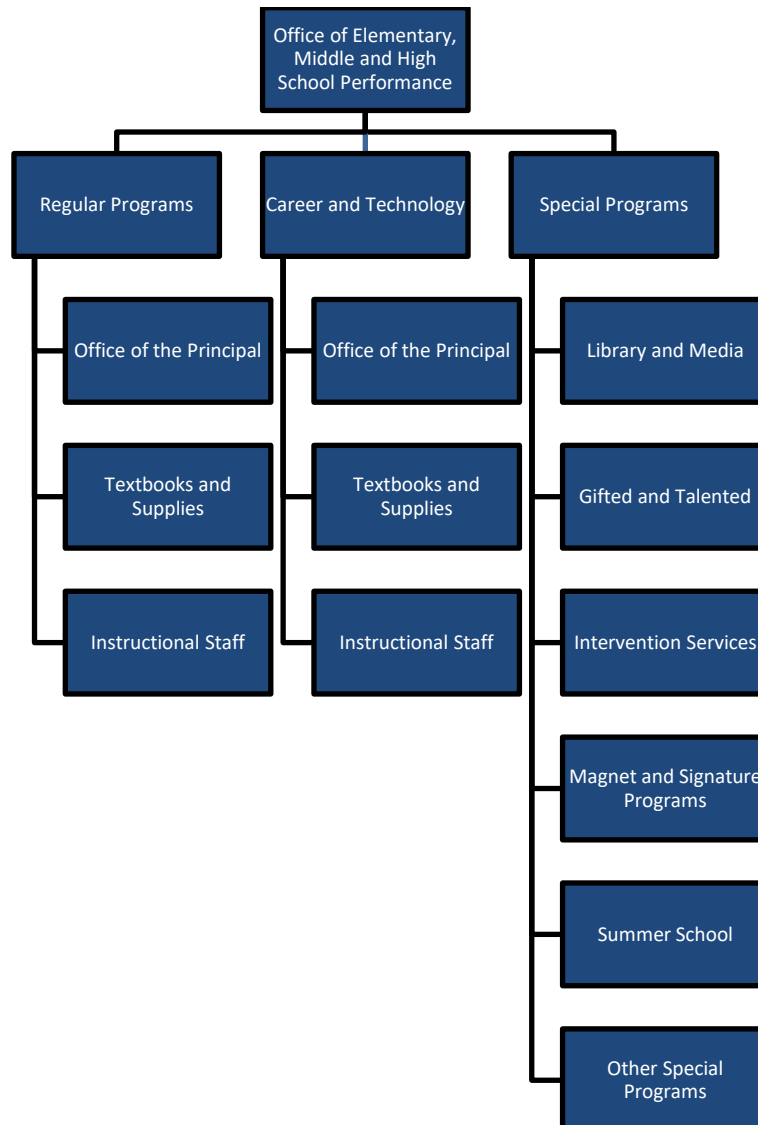 Office of Elementary,
Middle and High
School Performance
Regular Programs
Career and Technology
Special Programs
Office of the Principal
Textbooks and
Supplies
Instructional Staff
Office of the Principal
Textbooks and
Supplies
Instructional Staff
Library and Media
Gifted and Talented
Intervention Services
Magnet and Signature
Programs
Summer School
Other Special
Programs